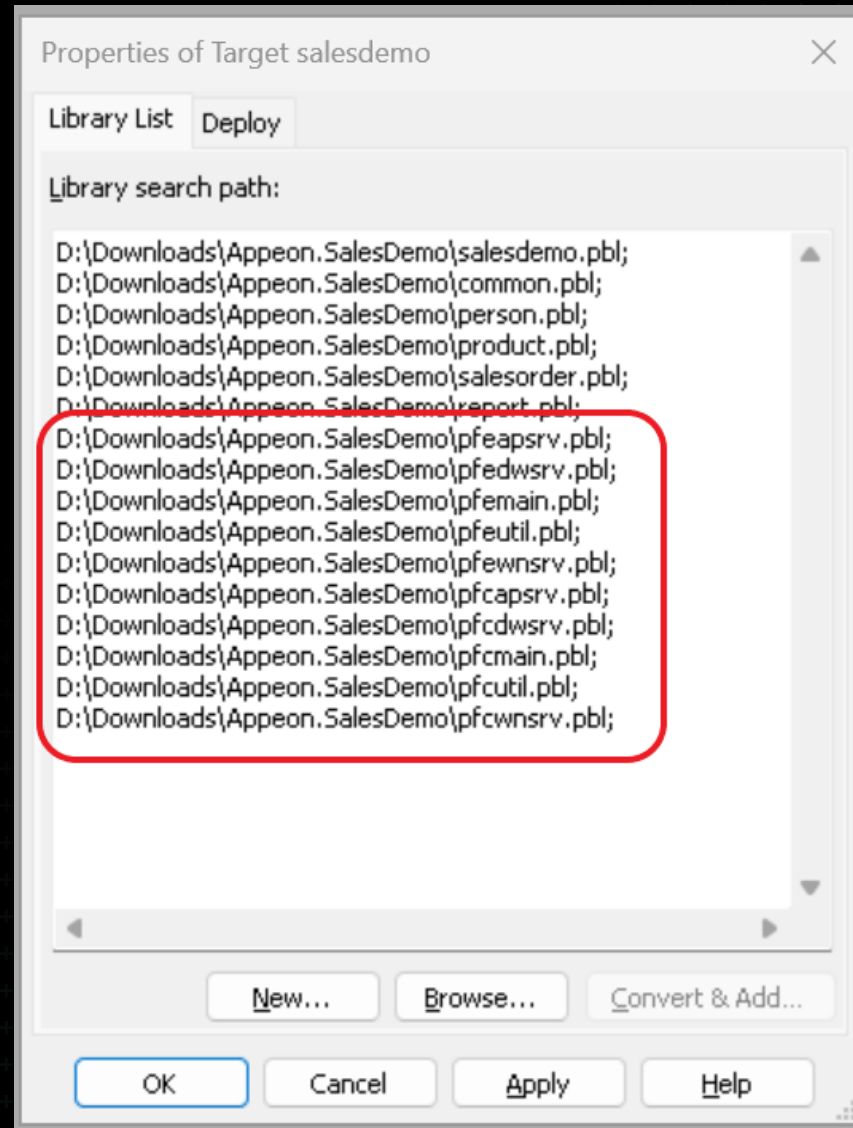 Properties of Target salesdemo
Library List
Deploy
Library search path:
D:\Downloads\Appeon.SalesDemo\salesdemo.pbl;
D:\Downloads\Appeon.SalesDemo\common.pbl;
D:\Downloads\Appeon.SalesDemo\person.pbl;
D:\Downloads\Appeon.SalesDemo\product.pbl;
D:\Downloads\Appeon.SalesDemo\salesorder.pbl;
D:\Downloads\Appeon.SalesDemo\report.pbl;
D:\Downloads\Appeon.SalesDemo\pfeapsrv.pbl;
D:\Downloads\Appeon.SalesDemo\pfedwsrv.pbl;
D:\Downloads\Appeon.SalesDemo\pfemain.pbl;
D:\Downloads\Appeon.SalesDemo\pfeutil.pbl;
D:\Downloads\Appeon.SalesDemo\pfewnsrv.pbl;
D:\Downloads\Appeon.SalesDemo\pfcapsrv.pbl;
D:\Downloads\Appeon.SalesDemo\pfcdwsrv.pbl;
D:\Downloads\Appeon.SalesDemo\pfcmain.pbl;
D:\Downloads\Appeon.SalesDemo\pfcutil.pbl;
D:\Downloads\Appeon.SalesDemo\pfcwnsrv.pbl;
New... Browse... Convert & Add...
OK Cancel Apply Help